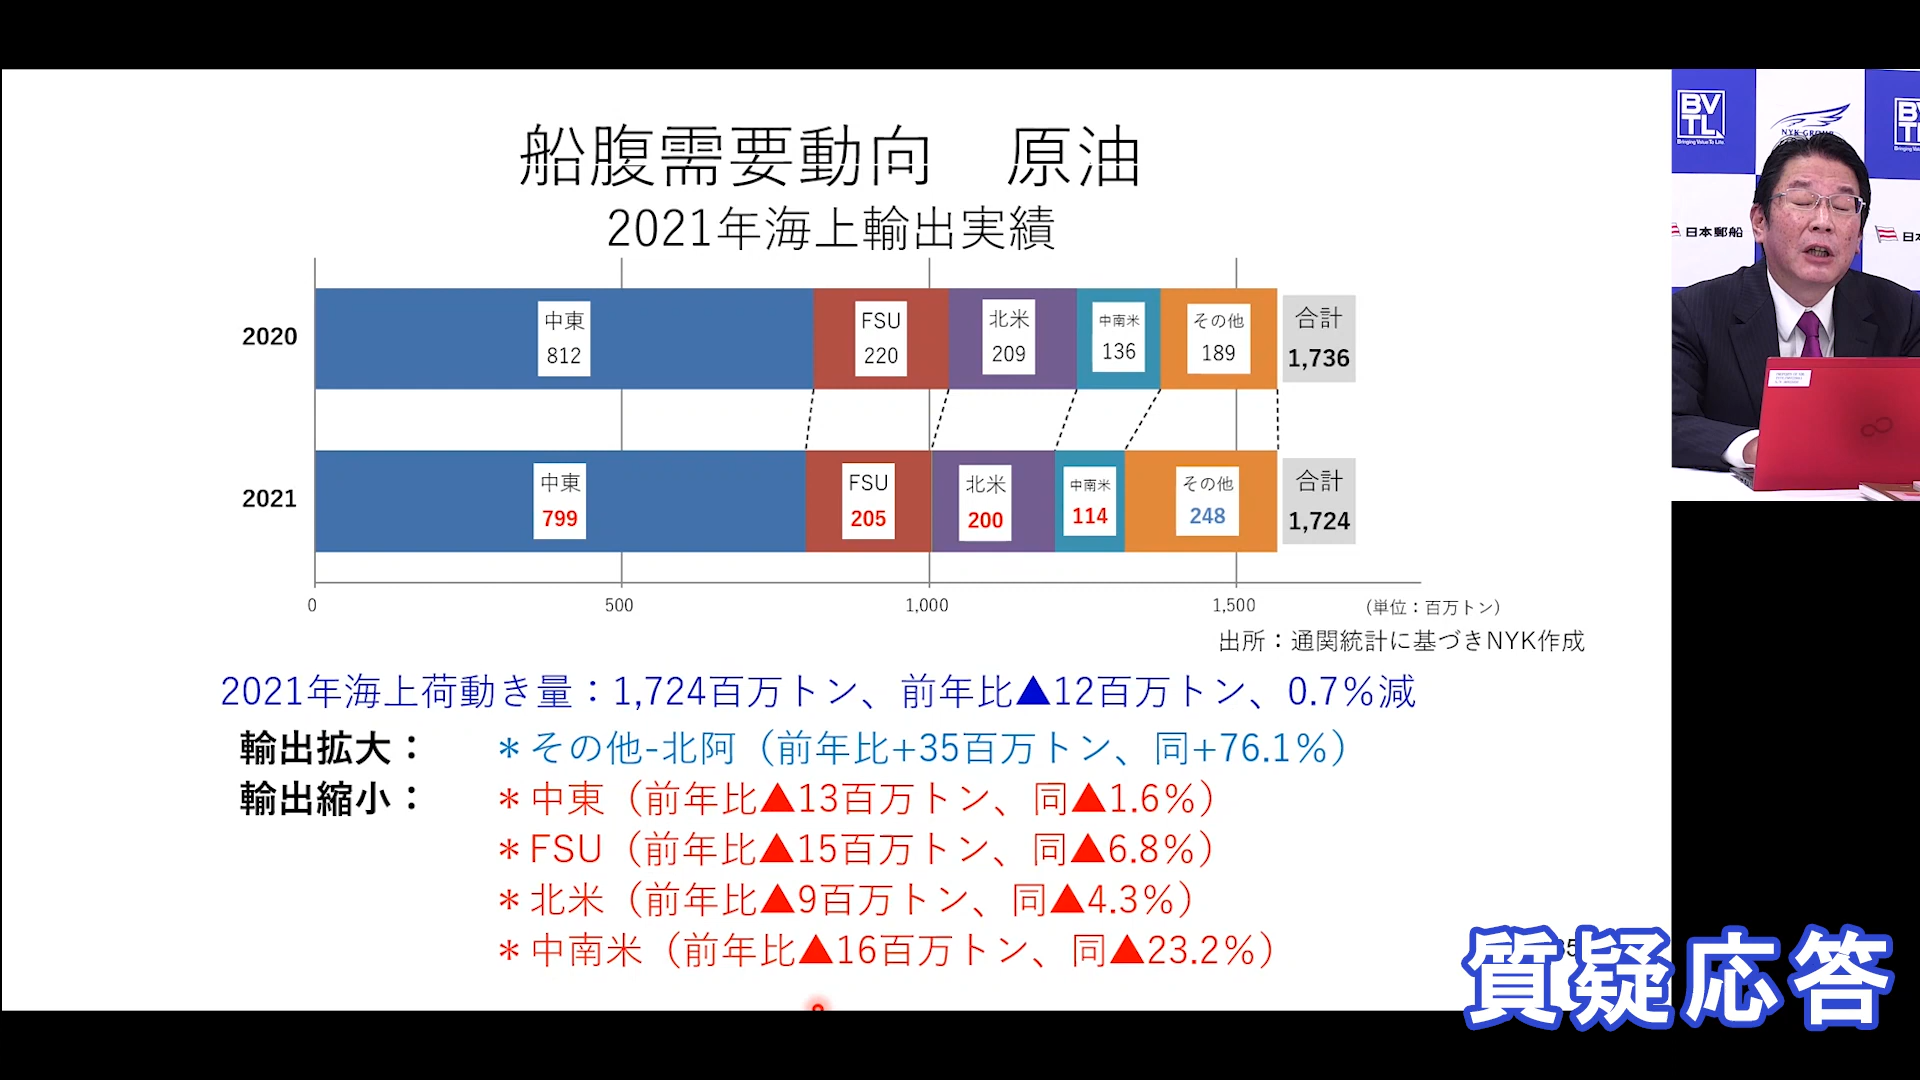 船腹需要動向 原油
2021年海上輸出実績
2020
中東
812
FSU
220
北米
209
中南米
136
その他
189
合計
1,736
2021
中東
799
FSU
205
北米
200
中南米
114
その他
248
合計
1,724
0
500
1,000
1,500
(単位：百万トン)
出所：通関統計に基づきNYK作成
2021年海上荷動き量：1,724百万トン、前年比▲12百万トン、0.7％減
輸出拡大： ＊その他-北阿（前年比+35百万トン、同+76.1％）
輸出縮小： ＊中東（前年比▲13百万トン、同▲1.6％）
＊FSU（前年比▲15百万トン、同▲6.8％）
＊北米（前年比▲9百万トン、同▲4.3％）
＊中南米（前年比▲16百万トン、同▲23.2％）
質疑応答
BV
TL
Bringing Value To Life.
NYK GROUP
日本郵船